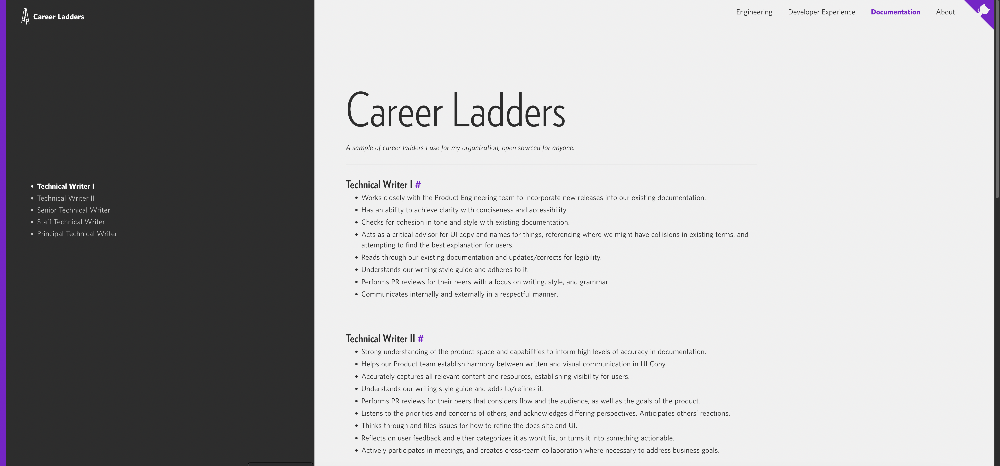 Career Ladders
Engineering
Developer Experience
Documentation
About
Technical Writer I
Technical Writer II
Senior Technical Writer
Staff Technical Writer
Principal Technical Writer
Career Ladders
A sample of career ladders I use for my organization, open sourced for anyone.
Technical Writer I #
Works closely with the Product Engineering team to incorporate new releases into our existing documentation.
Has an ability to achieve clarity with conciseness and accessibility.
Checks for cohesion in tone and style with existing documentation.
Acts as a critical advisor for UI copy and names for things, referencing where we might have collisions in existing terms, and
attempting to find the best explanation for users.
Reads through our existing documentation and updates/corrects for legibility.
Understands our writing style guide and adheres to it.
Performs PR reviews for their peers with a focus on writing, style, and grammar.
Communicates internally and externally in a respectful manner.
Technical Writer II #
Strong understanding of the product space and capabilities to inform high levels of accuracy in documentation.
Helps our Product team establish harmony between written and visual communication in UI Copy.
Accurately captures all relevant content and resources, establishing visibility for users.
Understands our writing style guide and adds to/refines it.
Performs PR reviews for their peers that considers flow and the audience, as well as the goals of the product.
Listens to the priorities and concerns of others, and acknowledges differing perspectives. Anticipates others’ reactions.
Thinks through and files issues for how to refine the docs site and UI.
Reflects on user feedback and either categorizes it as won’t fix, or turns it into something actionable.
Actively participates in meetings, and creates cross-team collaboration where necessary to address business goals.